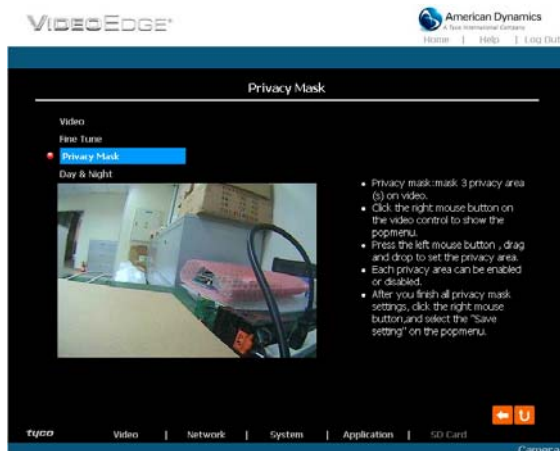 VIDEOEDGE®
American Dynamics
A Tyco International Company
Home | Help | Log Out
Privacy Mask
Video
Fine Tune
Privacy Mask
Day & Night
• Privacy mask:mask 3 privacy area
(s) on video.
• Click the right mouse button on
the video control to show the
popmenu.
• Press the left mouse button , drag
and drop to set the privacy area.
• Each privacy area can be enabled
or disabled.
• After you finish all privacy mask
settings, click the right mouse
button,and select the "Save
setting" on the popmenu.
tyco Video | Network | System | Application | SD Card
Camera